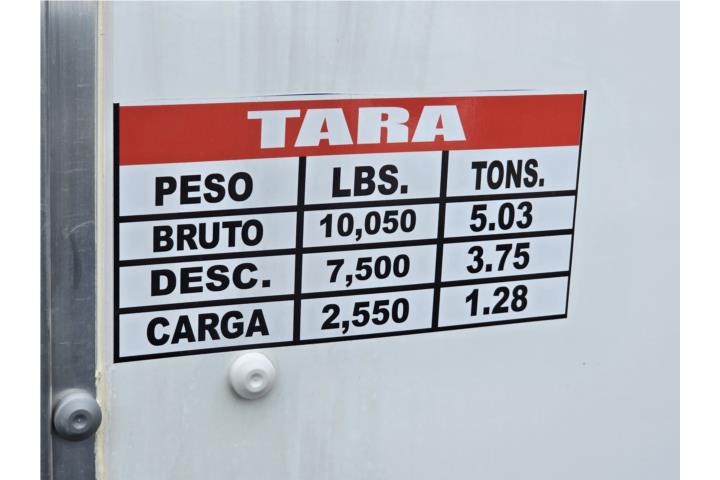 TARA
PESO LBS. TONS.
BRUTO 10,050 5.03
DESC. 7,500 3.75
CARGA 2,550 1.28